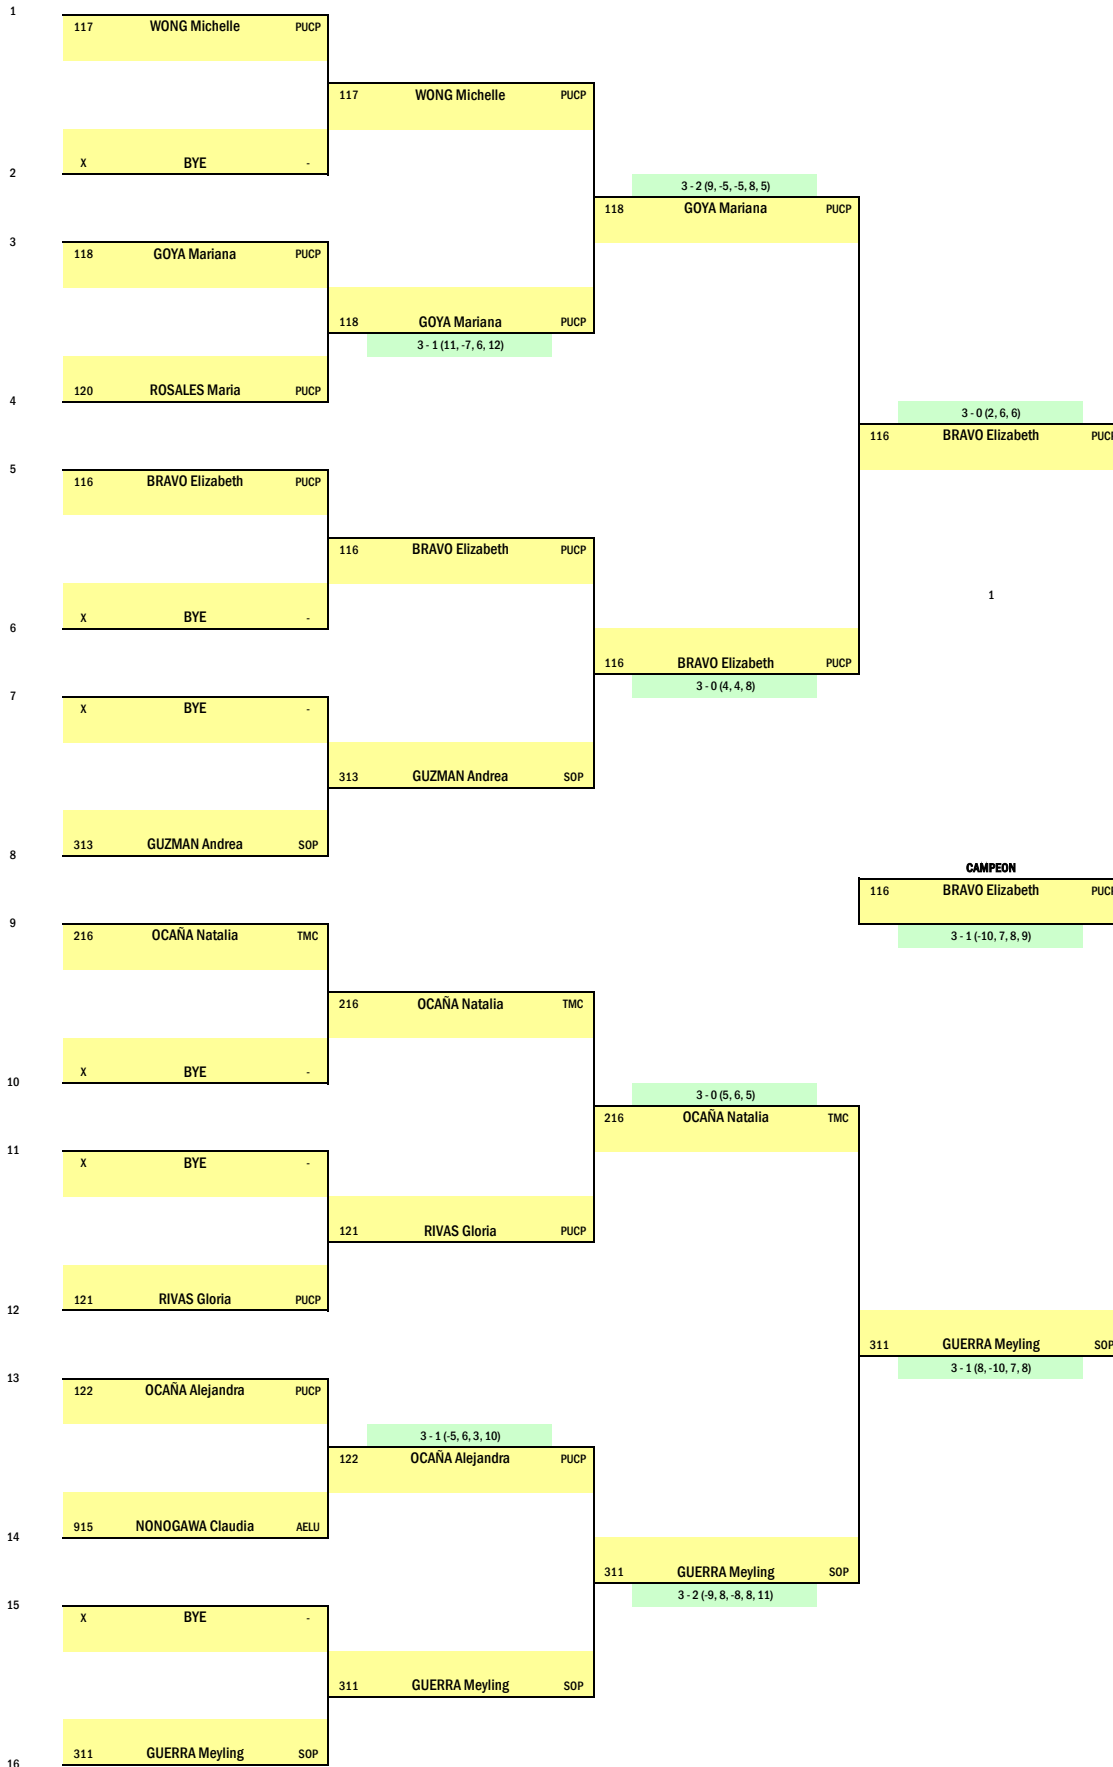 1
117 WONG Michelle PUCP
117 WONG Michelle PUCP
X BYE -
2
3 - 2 (9, -5, -5, 8, 5)
118 GOYA Mariana PUCP
3
118 GOYA Mariana PUCP
118 GOYA Mariana PUCP
3 - 1 (11, -7, 6, 12)
120 ROSALES Maria PUCP
4
3 - 0 (2, 6, 6)
116 BRAVO Elizabeth PUCP
5
116 BRAVO Elizabeth PUCP
116 BRAVO Elizabeth PUCP
1
X BYE -
6
116 BRAVO Elizabeth PUCP
3 - 0 (4, 4, 8)
7
X BYE -
313 GUZMAN Andrea SOP
313 GUZMAN Andrea SOP
8
CAMPEON
116 BRAVO Elizabeth PUCP
9
216 OCAÑA Natalia TMC
3 - 1 (-10, 7, 8, 9)
216 OCAÑA Natalia TMC
X BYE -
10
3 - 0 (5, 6, 5)
216 OCAÑA Natalia TMC
11
X BYE -
121 RIVAS Gloria PUCP
121 RIVAS Gloria PUCP
12
311 GUERRA Meyling SOP
3 - 1 (8, -10, 7, 8)
13
122 OCAÑA Alejandra PUCP
3 - 1 (-5, 6, 3, 10)
122 OCAÑA Alejandra PUCP
915 NONOGAWA Claudia AELU
14
311 GUERRA Meyling SOP
3 - 2 (-9, 8, -8, 8, 11)
15
X BYE -
311 GUERRA Meyling SOP
311 GUERRA Meyling SOP
16